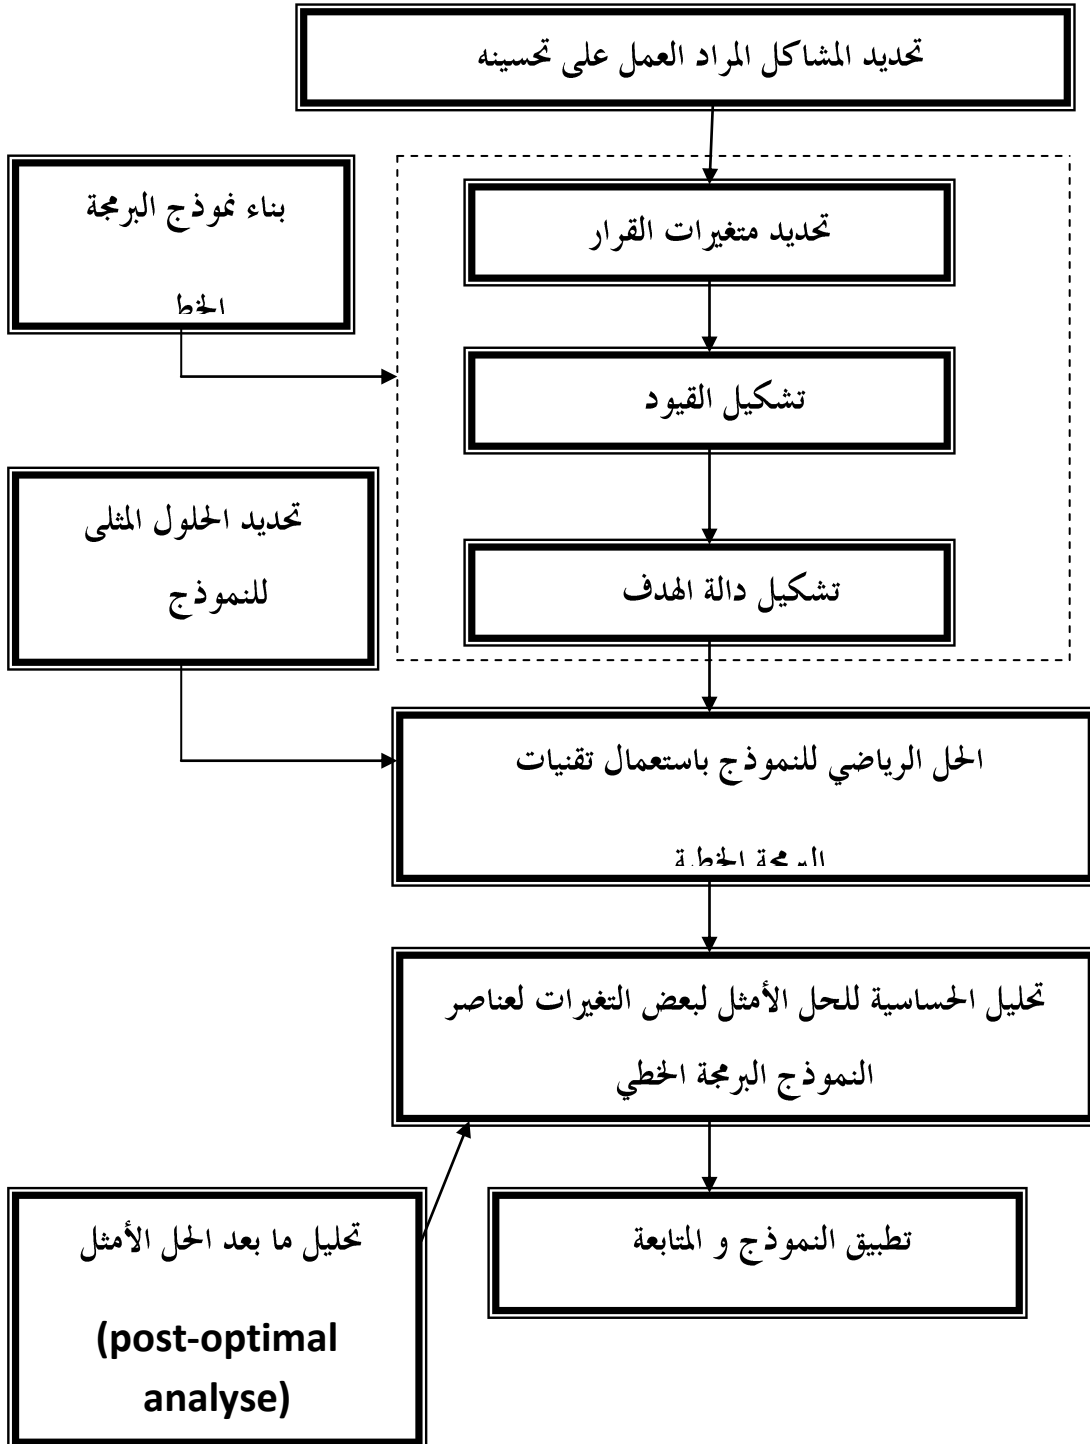 تحديد المشاكل المراد العمل على تحسينه
بناء نموذج البرمجة
تحديد متغيرات القرار
تشكيل القيود
تحديد الحلول المثلى
للنموذج
تشكيل دالة الهدف
الحل الرياضي للنموذج باستعمال تقنيات
البرمجة الخطية
تحليل الحساسية للحل الأمثل لبعض التغيرات لعناصر
النموذج البرمجة الخطي
تحليل ما بعد الحل الأمثل
(post-optimal
analyse)
تطبيق النموذج و المتابعة